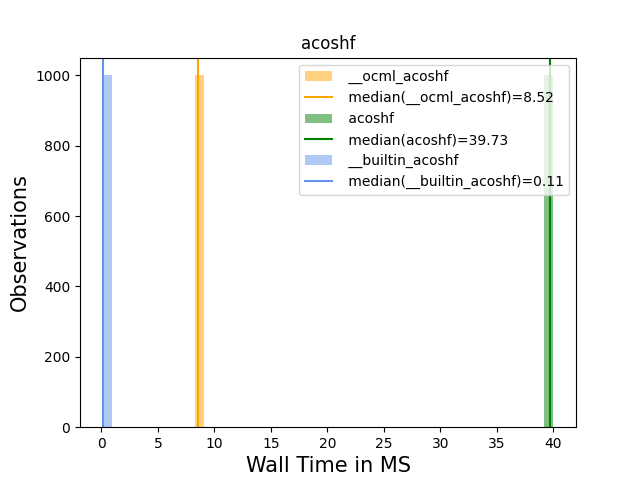 acoshf
1000
800
600
400
200
0
Observations
__ocml_acoshf
median(__ocml_acoshf)=8.52
acoshf
median(acoshf)=39.73
__builtin_acoshf
median(__builtin_acoshf)=0.11
0 5 10 15 20 25 30 35 40
Wall Time in MS